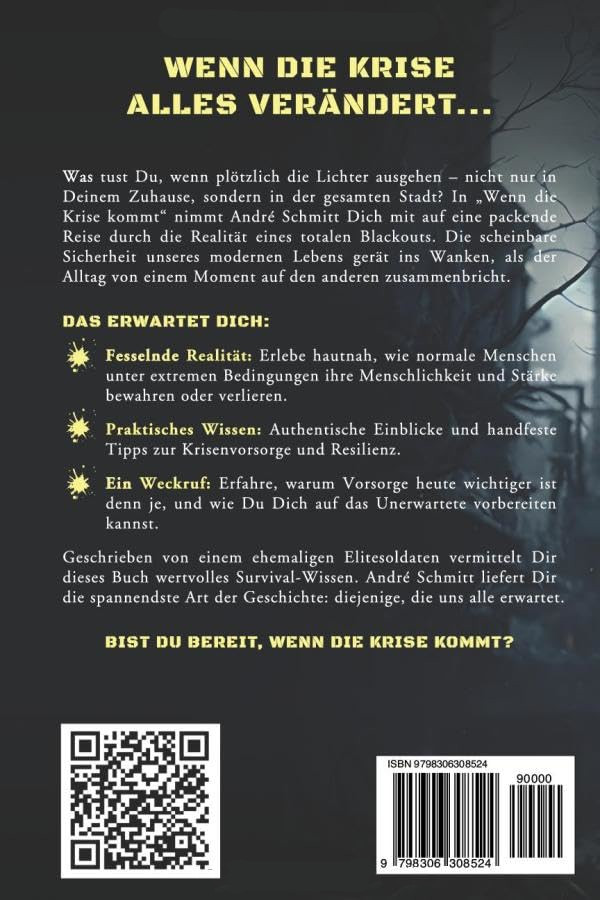 WENN DIE KRISE
ALLES VERÄNDERT...
Was tust Du, wenn plötzlich die Lichter ausgehen – nicht nur in
Deinem Zuhause, sondern in der gesamten Stadt? In „Wenn die
Krise kommt“ nimmt André Schmitt Dich mit auf eine packende
Reise durch die Realität eines totalen Blackouts. Die scheinbare
Sicherheit unseres modernen Lebens gerät ins Wanken, als der
Alltag von einem Moment auf den anderen zusammenbricht.
DAS ERWARTET DICH:
Fesselnde Realität: Erlebe hautnah, wie normale Menschen
unter extremen Bedingungen ihre Menschlichkeit und Stärke
bewahren oder verlieren.
Praktisches Wissen: Authentische Einblicke und handfeste
Tipps zur Krisenvorsorge und Resilienz.
Ein Weckruf: Erfahre, warum Vorsorge heute wichtiger ist
denn je, und wie Du Dich auf das Unerwartete vorbereiten
kannst.
Geschrieben von einem ehemaligen Elitesoldaten vermittelt Dir
dieses Buch wertvolles Survival-Wissen. André Schmitt liefert Dir
die spannendste Art der Geschichte: diejenige, die uns alle erwartet.
BIST DU BEREIT, WENN DIE KRISE KOMMT?
ISBN 9798306308524
90000
9 798306 308524